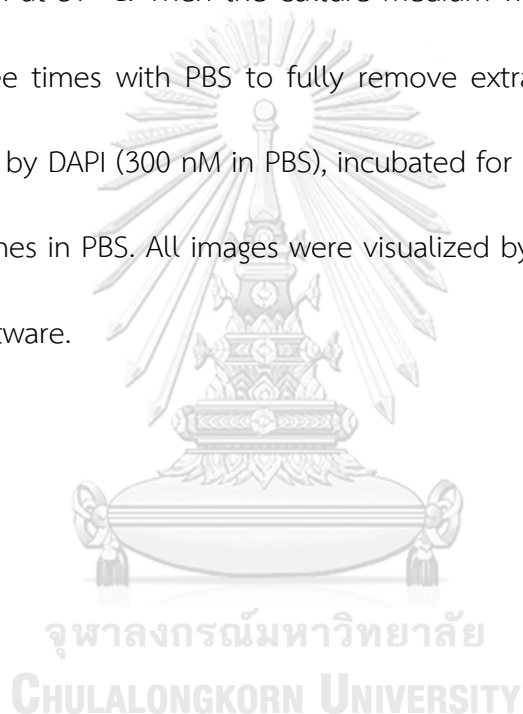 at 37 °C. Then the culture medium
ee times with PBS to fully remove extra
by DAPI (300 nM in PBS), incubated for
nes in PBS. All images were visualized by
tware.
จุฬาลงกรณ์มหาวิทยาลัย
CHULALONGKORN UNIVERSITY